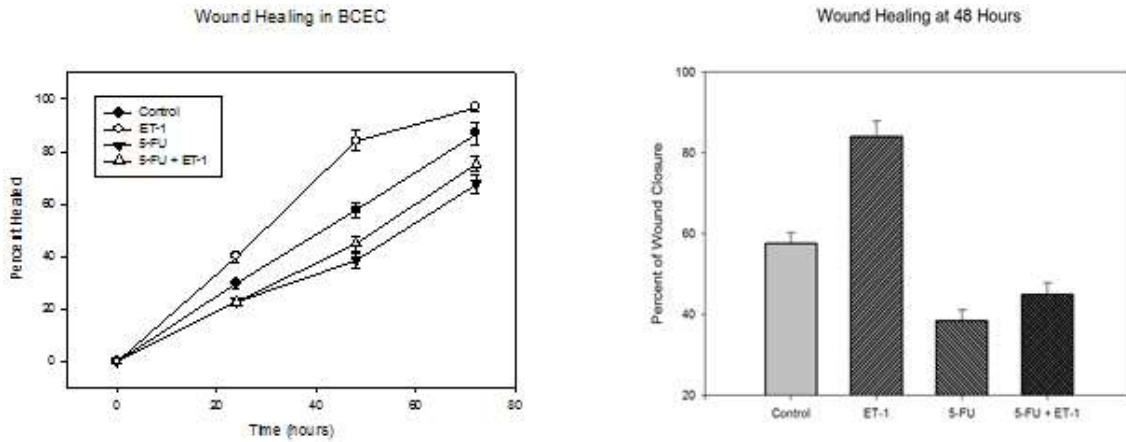 Wound Healing in BCEC
100
80
60
40
20
0
Percent Healed
Control
ET-1
5-FU
5-FU + ET-1
0 20 40 60 80
Time (hours)
Wound Healing at 48 Hours
100
80
60
40
20
Percent of Wound Closure
Control ET-1 5-FU 5-FU + ET-1